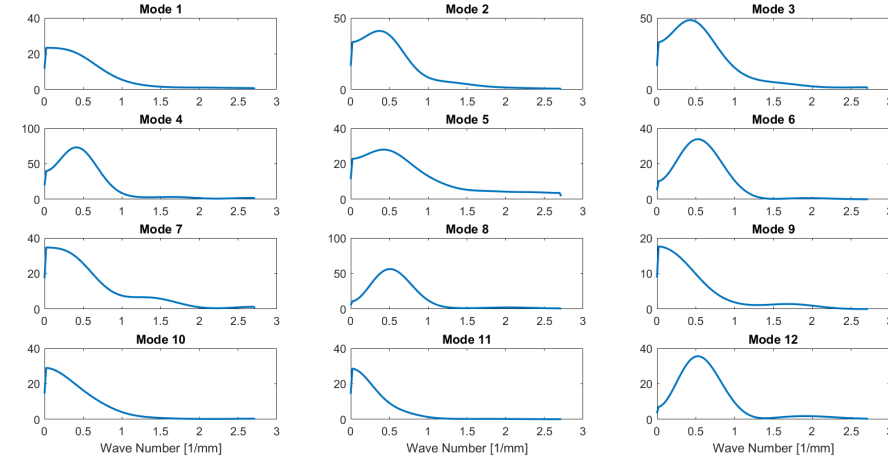 Mode 1
40
20
0
0 0.5 1 1.5 2 2.5 3
Mode 2
50
0
0.5 1 1.5 2 2.5 3
Mode 3
50
0
0 0.5 1 1.5 2 2.5 3
Mode 4
100
50
0
0 0.5 1 1.5 2 2.5 3
Mode 5
40
20
0
0.5 1 1.5 2 2.5 3
Mode 6
40
20
0
0 0.5 1 1.5 2 2.5 3
Mode 7
40
20
0
0 0.5 1 1.5 2 2.5 3
Mode 8
100
50
0
0.5 1 1.5 2 2.5 3
Mode 9
20
10
0
0 0.5 1 1.5 2 2.5 3
Mode 10
40
20
0
0 0.5 1 1.5 2 2.5 3
Wave Number [1/mm]
Mode 11
40
20
0
0.5 1 1.5 2 2.5 3
Wave Number [1/mm]
Mode 12
40
20
0
0 0.5 1 1.5 2 2.5 3
Wave Number [1/mm]